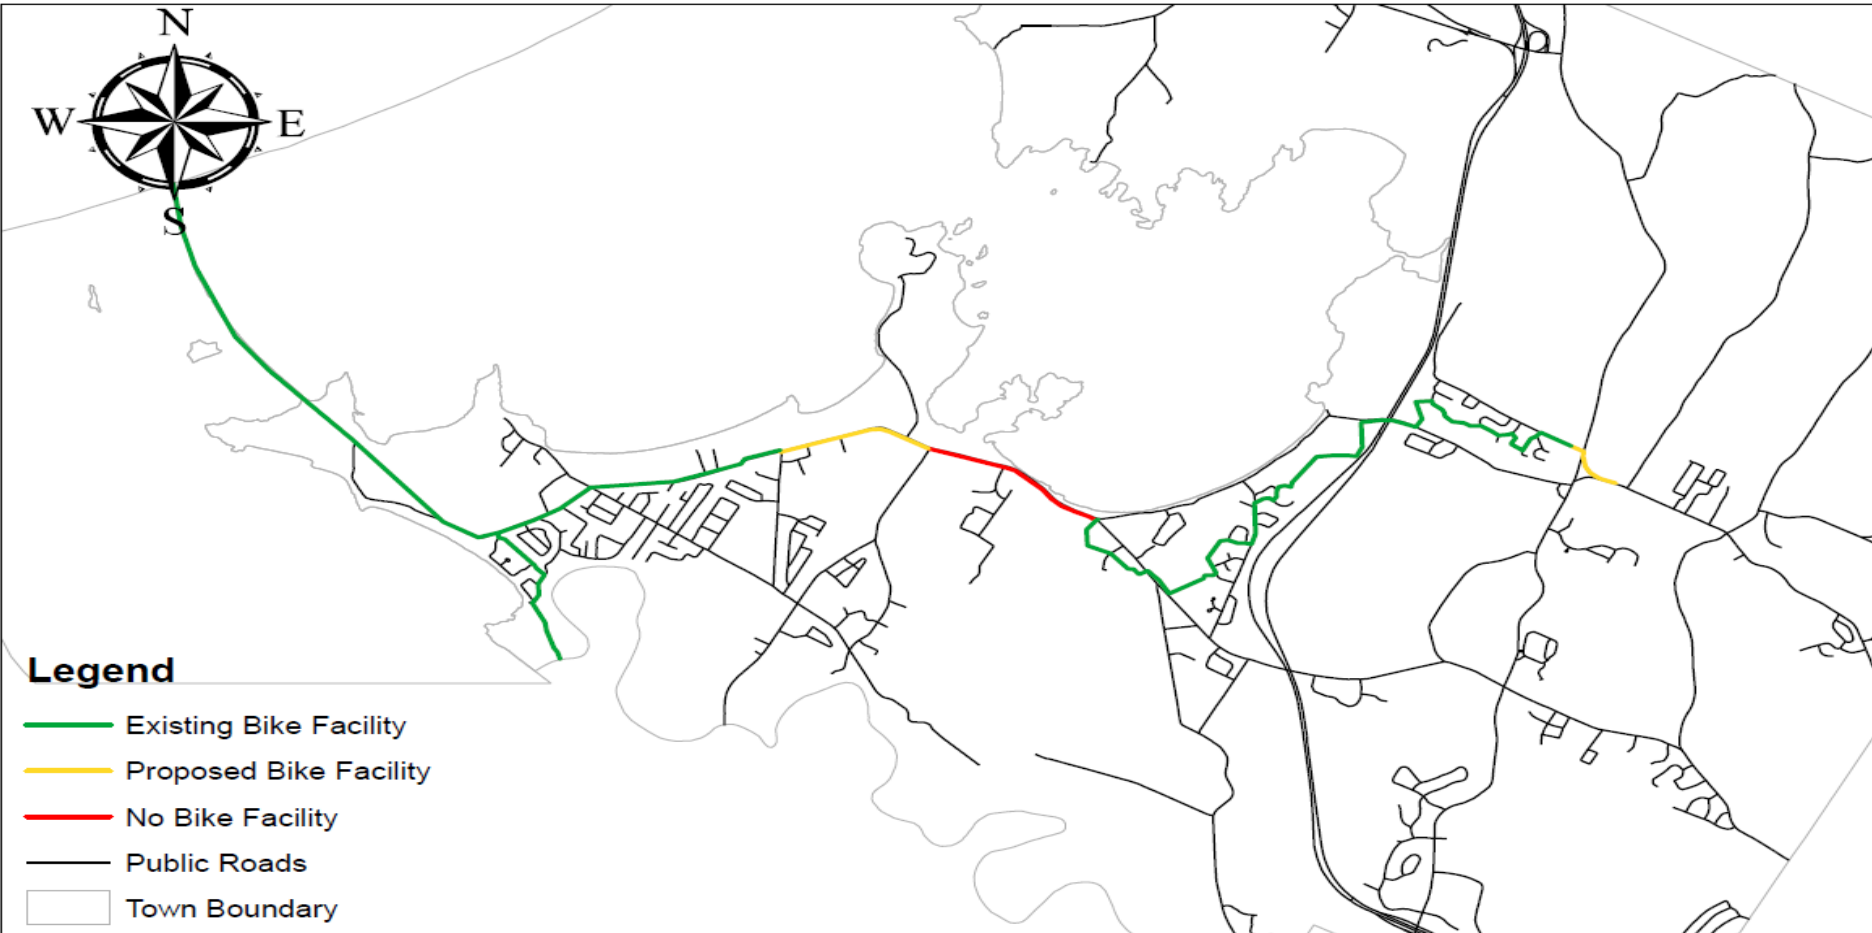 N
W
E
S
Legend
Existing Bike Facility
Proposed Bike Facility
No Bike Facility
Public Roads
Town Boundary